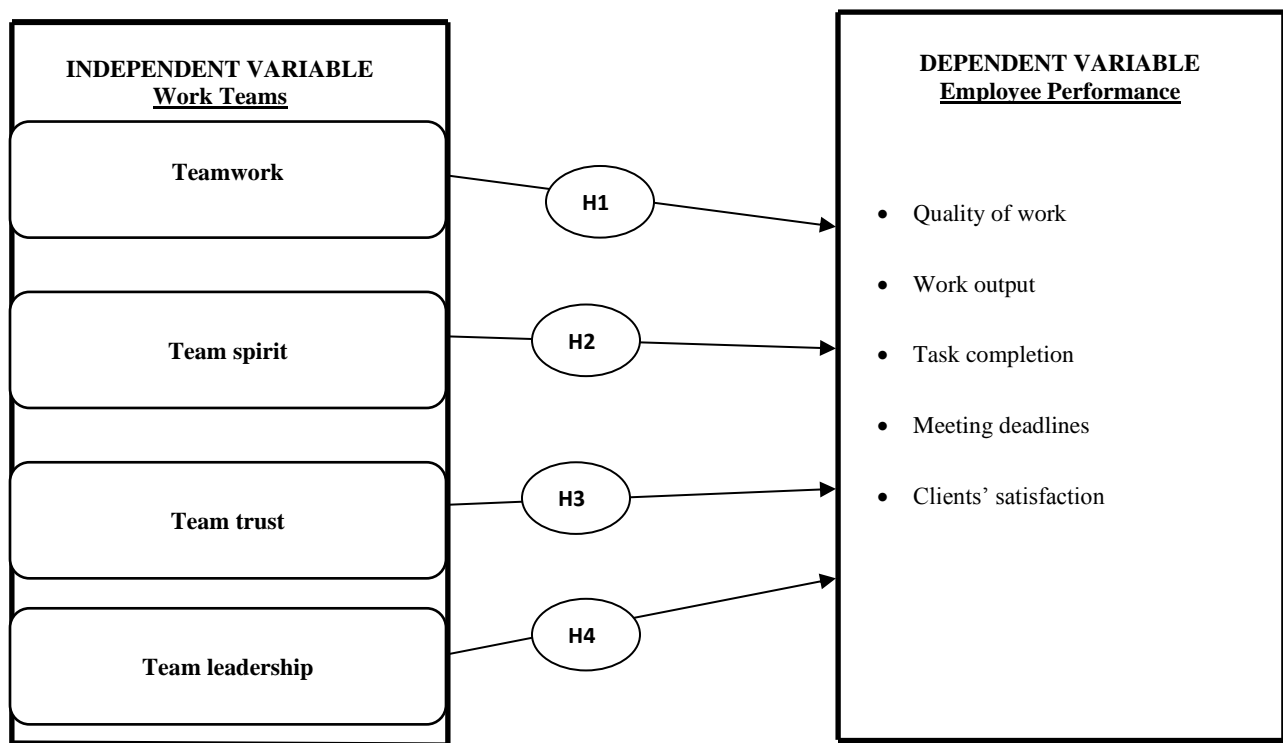 INDEPENDENT VARIABLE
Work Teams
Teamwork
Team spirit
Team trust
Team leadership
H1
H2
H3
H4
DEPENDENT VARIABLE
Employee Performance
• Quality of work
• Work output
• Task completion
• Meeting deadlines
• Clients’ satisfaction